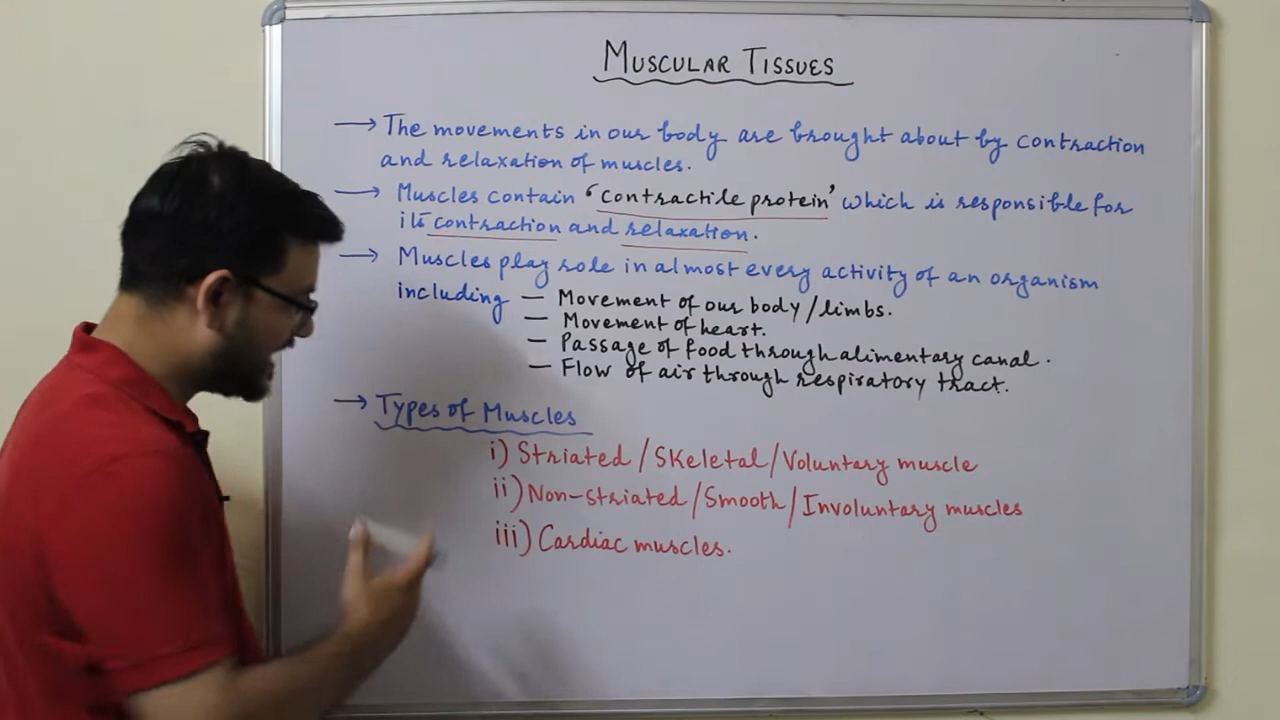 MUSCULAR TISSUES
→ The movements in our body are brought about by contraction
and relaxation of muscles.
→ Muscles contain 'contractile protein' which is responsible for
its contraction and relaxation.
→ Muscles play role in almost every activity of an organism
including — Movement of our body/limbs.
— Movement of heart.
— Passage of food through alimentary canal.
— Flow of air through respiratory tract.
→ Types of Muscles
i) Striated/Skeletal/Voluntary muscle
ii) Non-striated/Smooth/Involuntary muscles
iii) Cardiac muscles.